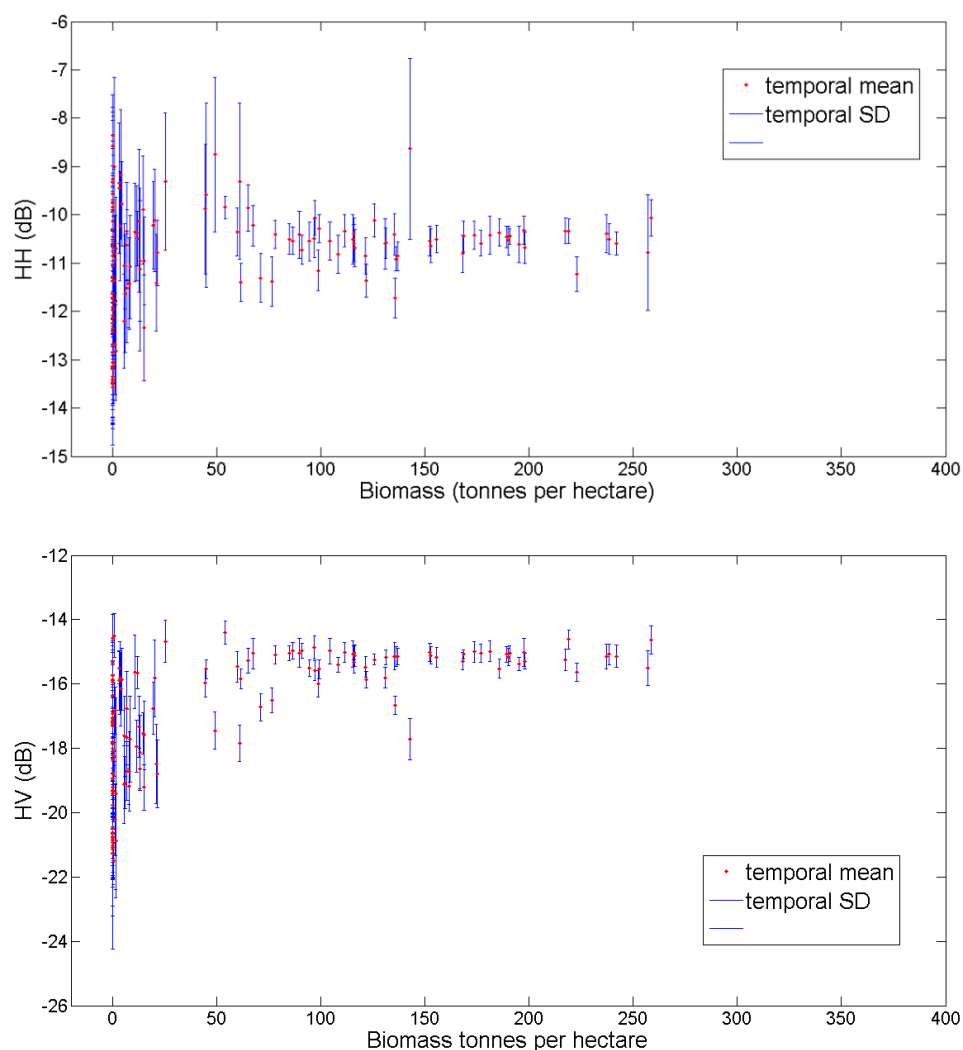 -6
-7
-8
-9
-10
-11
-12
-13
-14
-15
HH (dB)
0 50 100 150 200 250 300 350 400
Biomass (tonnes per hectare)
temporal mean
temporal SD
-12
-14
-16
-18
-20
-22
-24
-26
HV (dB)
temporal mean
temporal SD
0 50 100 150 200 250 300 350 400
Biomass tonnes per hectare